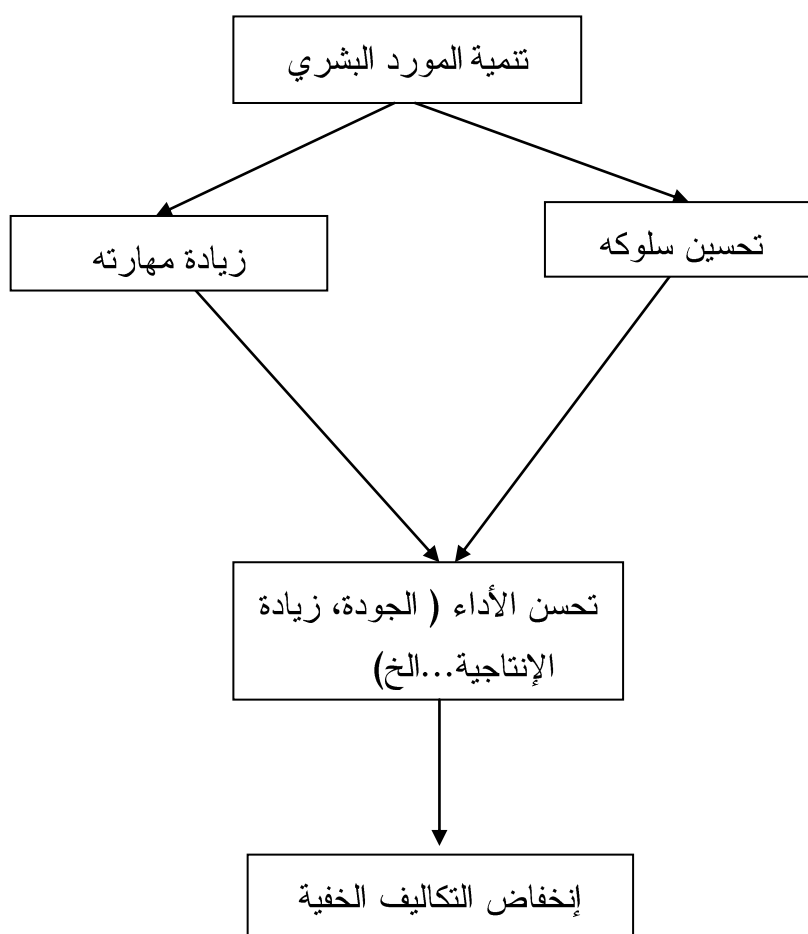 تنمية المورد البشري
تحسين سلوكه
زيادة مهارته
تحسن الأداء ( الجودة، زيادة
الإنتاجية...الخ)
إنخفاض التكاليف الخفية